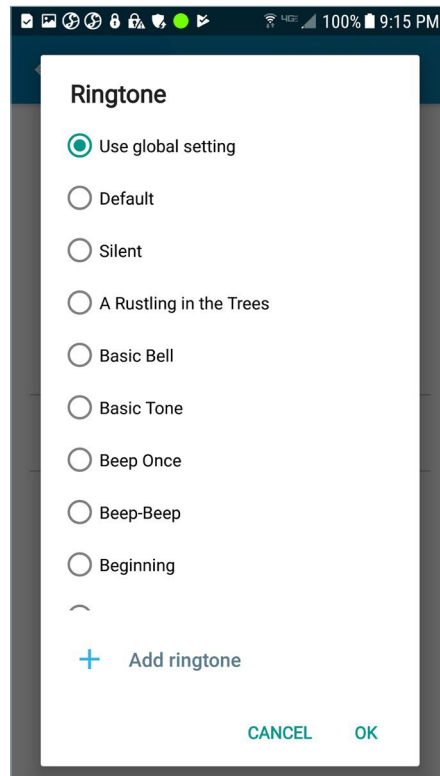 4GE 100% 9:15 PM
Ringtone
Use global setting
Default
Silent
A Rustling in the Trees
Basic Bell
Basic Tone
Beep Once
Beep-Beep
Beginning
Add ringtone
CANCEL OK